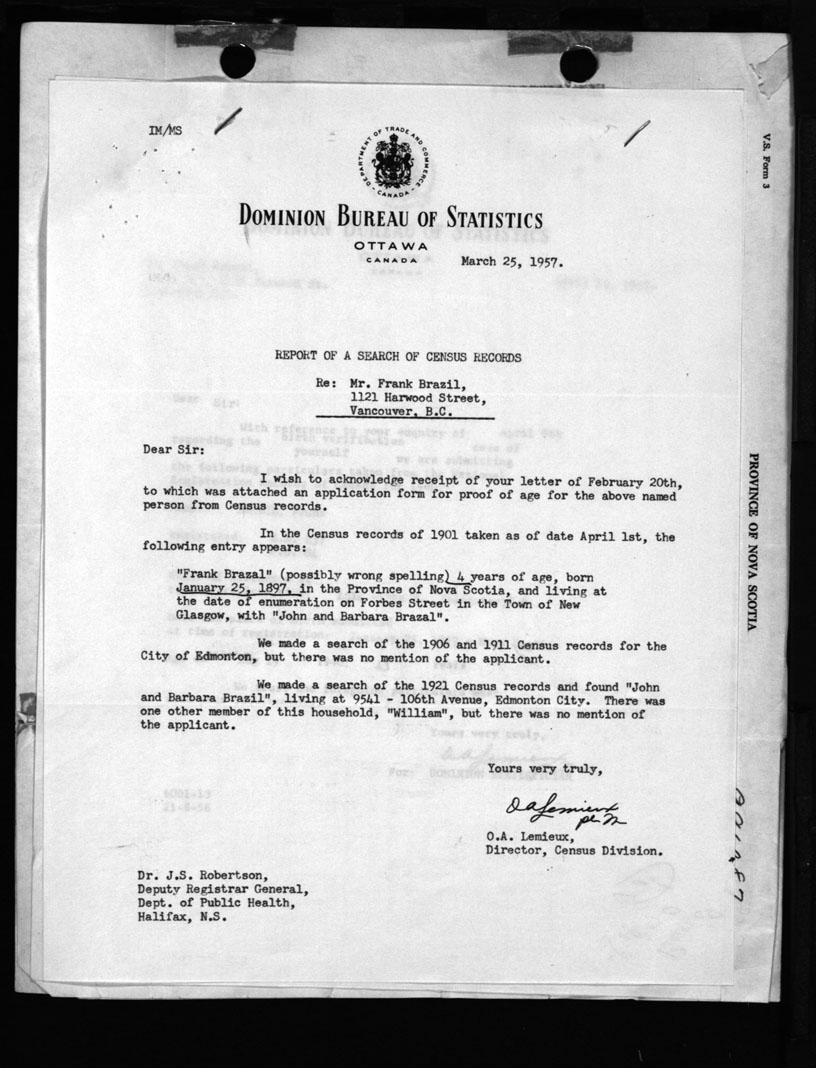 IM/MS
DEPARTMENT OF TRADE AND COMMERCE
- CANADA -
DOMINION BUREAU OF STATISTICS
OTTAWA
CANADA
March 25, 1957.
REPORT OF A SEARCH OF CENSUS RECORDS
Re: Mr. Frank Brazil,
1121 Harwood Street,
Vancouver, B.C.
Dear Sir:
I wish to acknowledge receipt of your letter of February 20th,
to which was attached an application form for proof of age for the above named
person from Census records.
In the Census records of 1901 taken as of date April 1st, the
following entry appears:
"Frank Brazal" (possibly wrong spelling) 4 years of age, born
January 25, 1897, in the Province of Nova Scotia, and living at
the date of enumeration on Forbes Street in the Town of New
Glasgow, with "John and Barbara Brazal".
We made a search of the 1906 and 1911 Census records for the
City of Edmonton, but there was no mention of the applicant.
We made a search of the 1921 Census records and found "John
and Barbara Brazil", living at 9541 - 106th Avenue, Edmonton City. There was
one other member of this household, "William", but there was no mention of
the applicant.
Yours very truly,
O A Lemieux
O.A. Lemieux,
Director, Census Division.
Dr. J.S. Robertson,
Deputy Registrar General,
Dept. of Public Health,
Halifax, N.S.
V.S. Form 3
PROVINCE OF NOVA SCOTIA